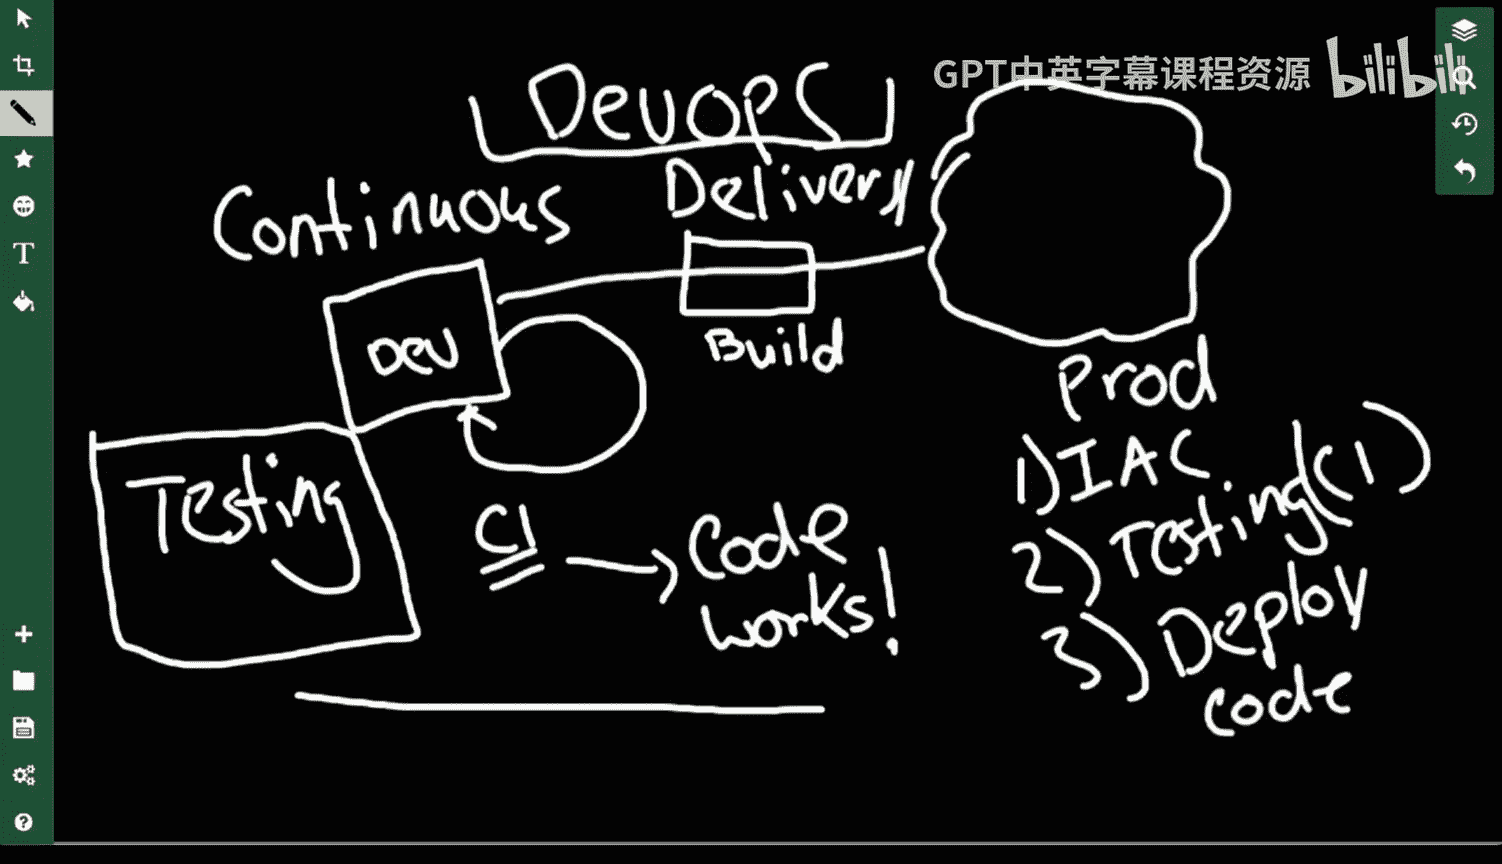 GPT中英字幕课程资源 bilibili
DevOps
Continuous Delivery
Dev
Build
Prod
Testing
CI → Code
works!
1) IAC
2) Testing(1)
3) Deploy
code
T